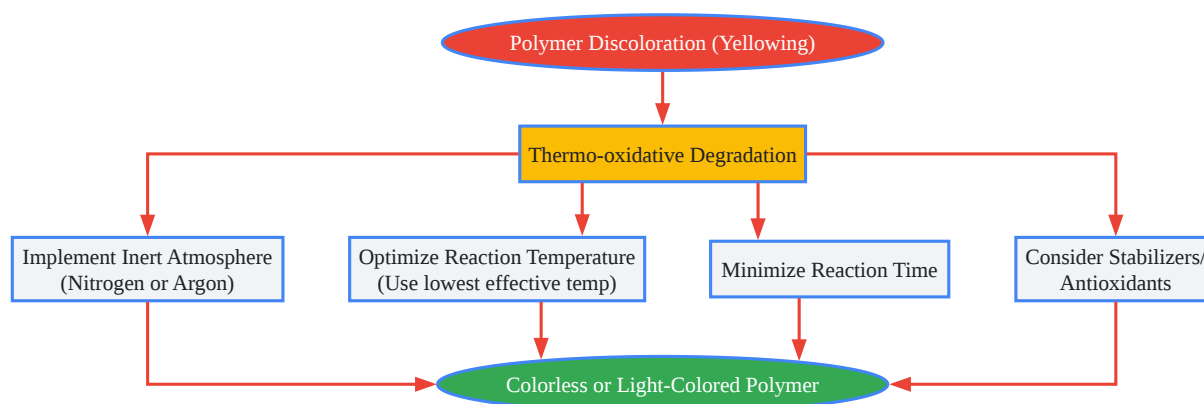 Polymer Discoloration (Yellowing)
Thermo-oxidative Degradation
Implement Inert Atmosphere
(Nitrogen or Argon)
Optimize Reaction Temperature
(Use lowest effective temp)
Minimize Reaction Time
Consider Stabilizers/
Antioxidants
Colorless or Light-Colored Polymer